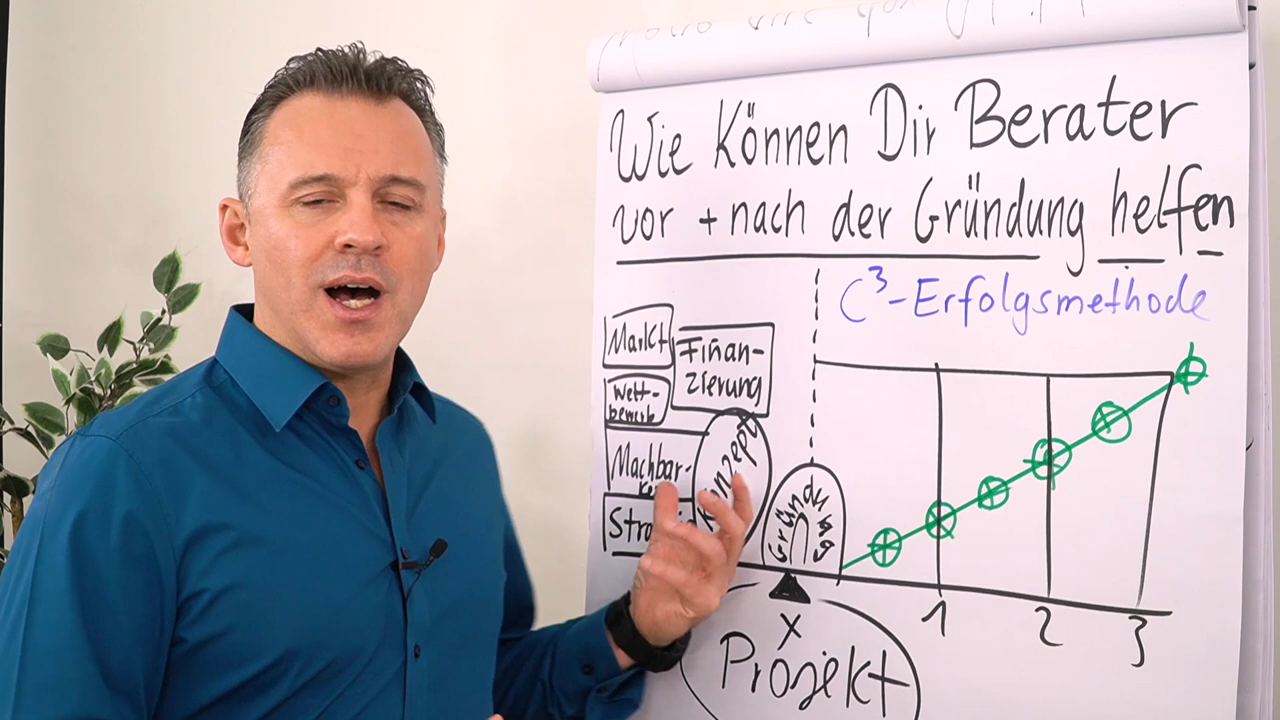 Wie Können Dir Berater
vor + nach der Gründung helfen
C³-Erfolgsmethode
Markt
Finan-
zierung
Wett-
bewerb
Machbar-
Konzept
Gründung
1
2
3
X
Projekt